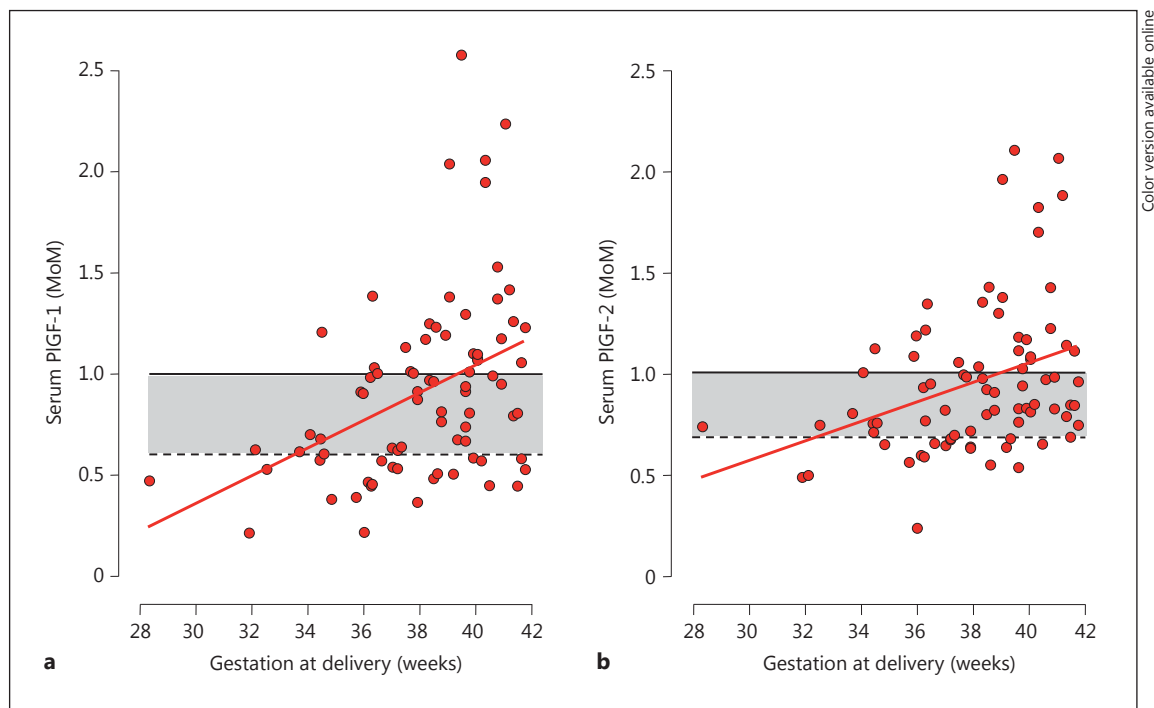 Color version available online
Serum PlGF-1 (MoM)
2.5
2.0
1.5
1.0
0.5
0
28 30 32 34 36 38 40 42
a
Gestation at delivery (weeks)
Serum PlGF-2 (MoM)
2.5
2.0
1.5
1.0
0.5
0
28 32 34 36 38 40 42
b
Gestation at delivery (weeks)